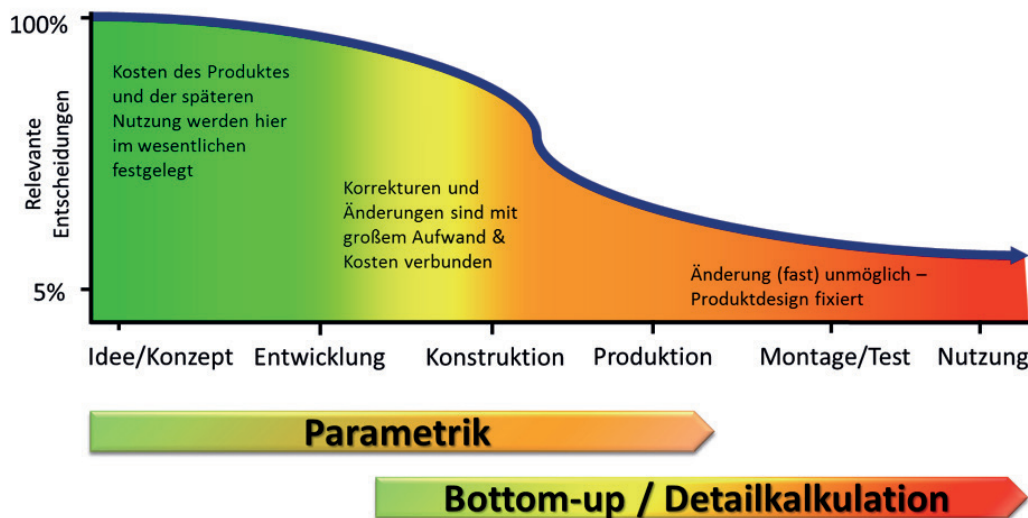 100%
Relevante
Entscheidungen
5%
Kosten des Produktes
und der späteren
Nutzung werden hier
im wesentlichen
festgelegt
Korrekturen und
Änderungen sind mit
großem Aufwand &
Kosten verbunden
Änderung (fast) unmöglich –
Produktdesign fixiert
Idee/Konzept Entwicklung Konstruktion Produktion Montage/Test Nutzung
Parametrik
Bottom-up / Detailkalkulation